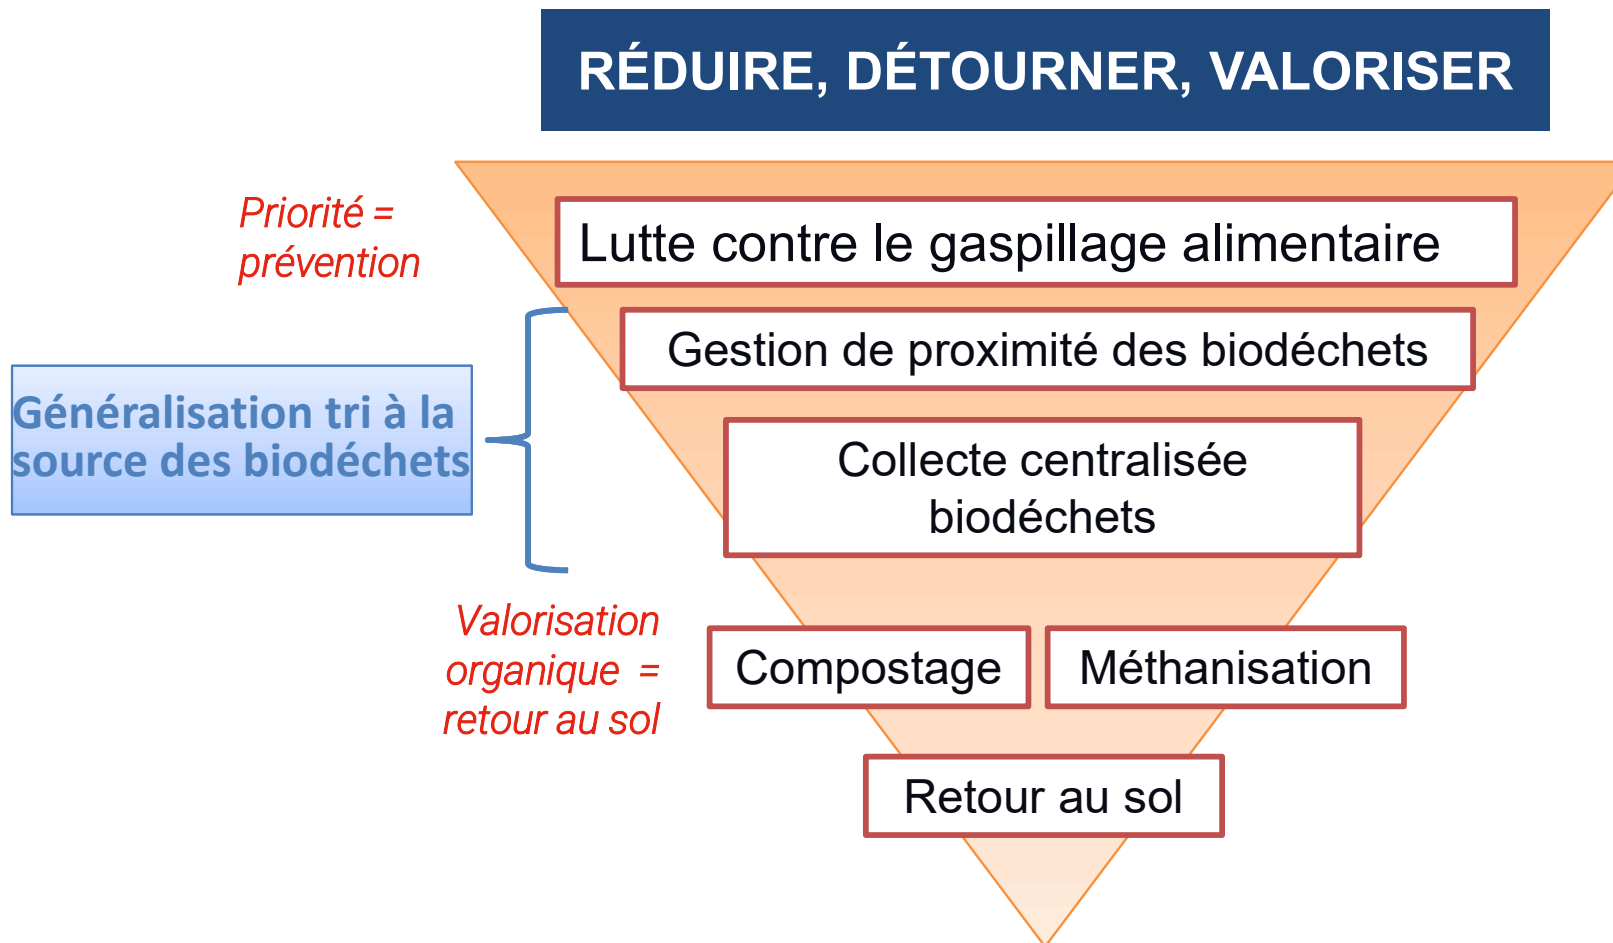 RÉDUIRE, DÉTOURNER, VALORISER
Priorité =
prévention
Lutte contre le gaspillage alimentaire
Gestion de proximité des biodéchets
Généralisation tri à la
source des biodéchets
Collecte centralisée
biodéchets
Valorisation
organique =
retour au sol
Compostage
Méthanisation
Retour au sol